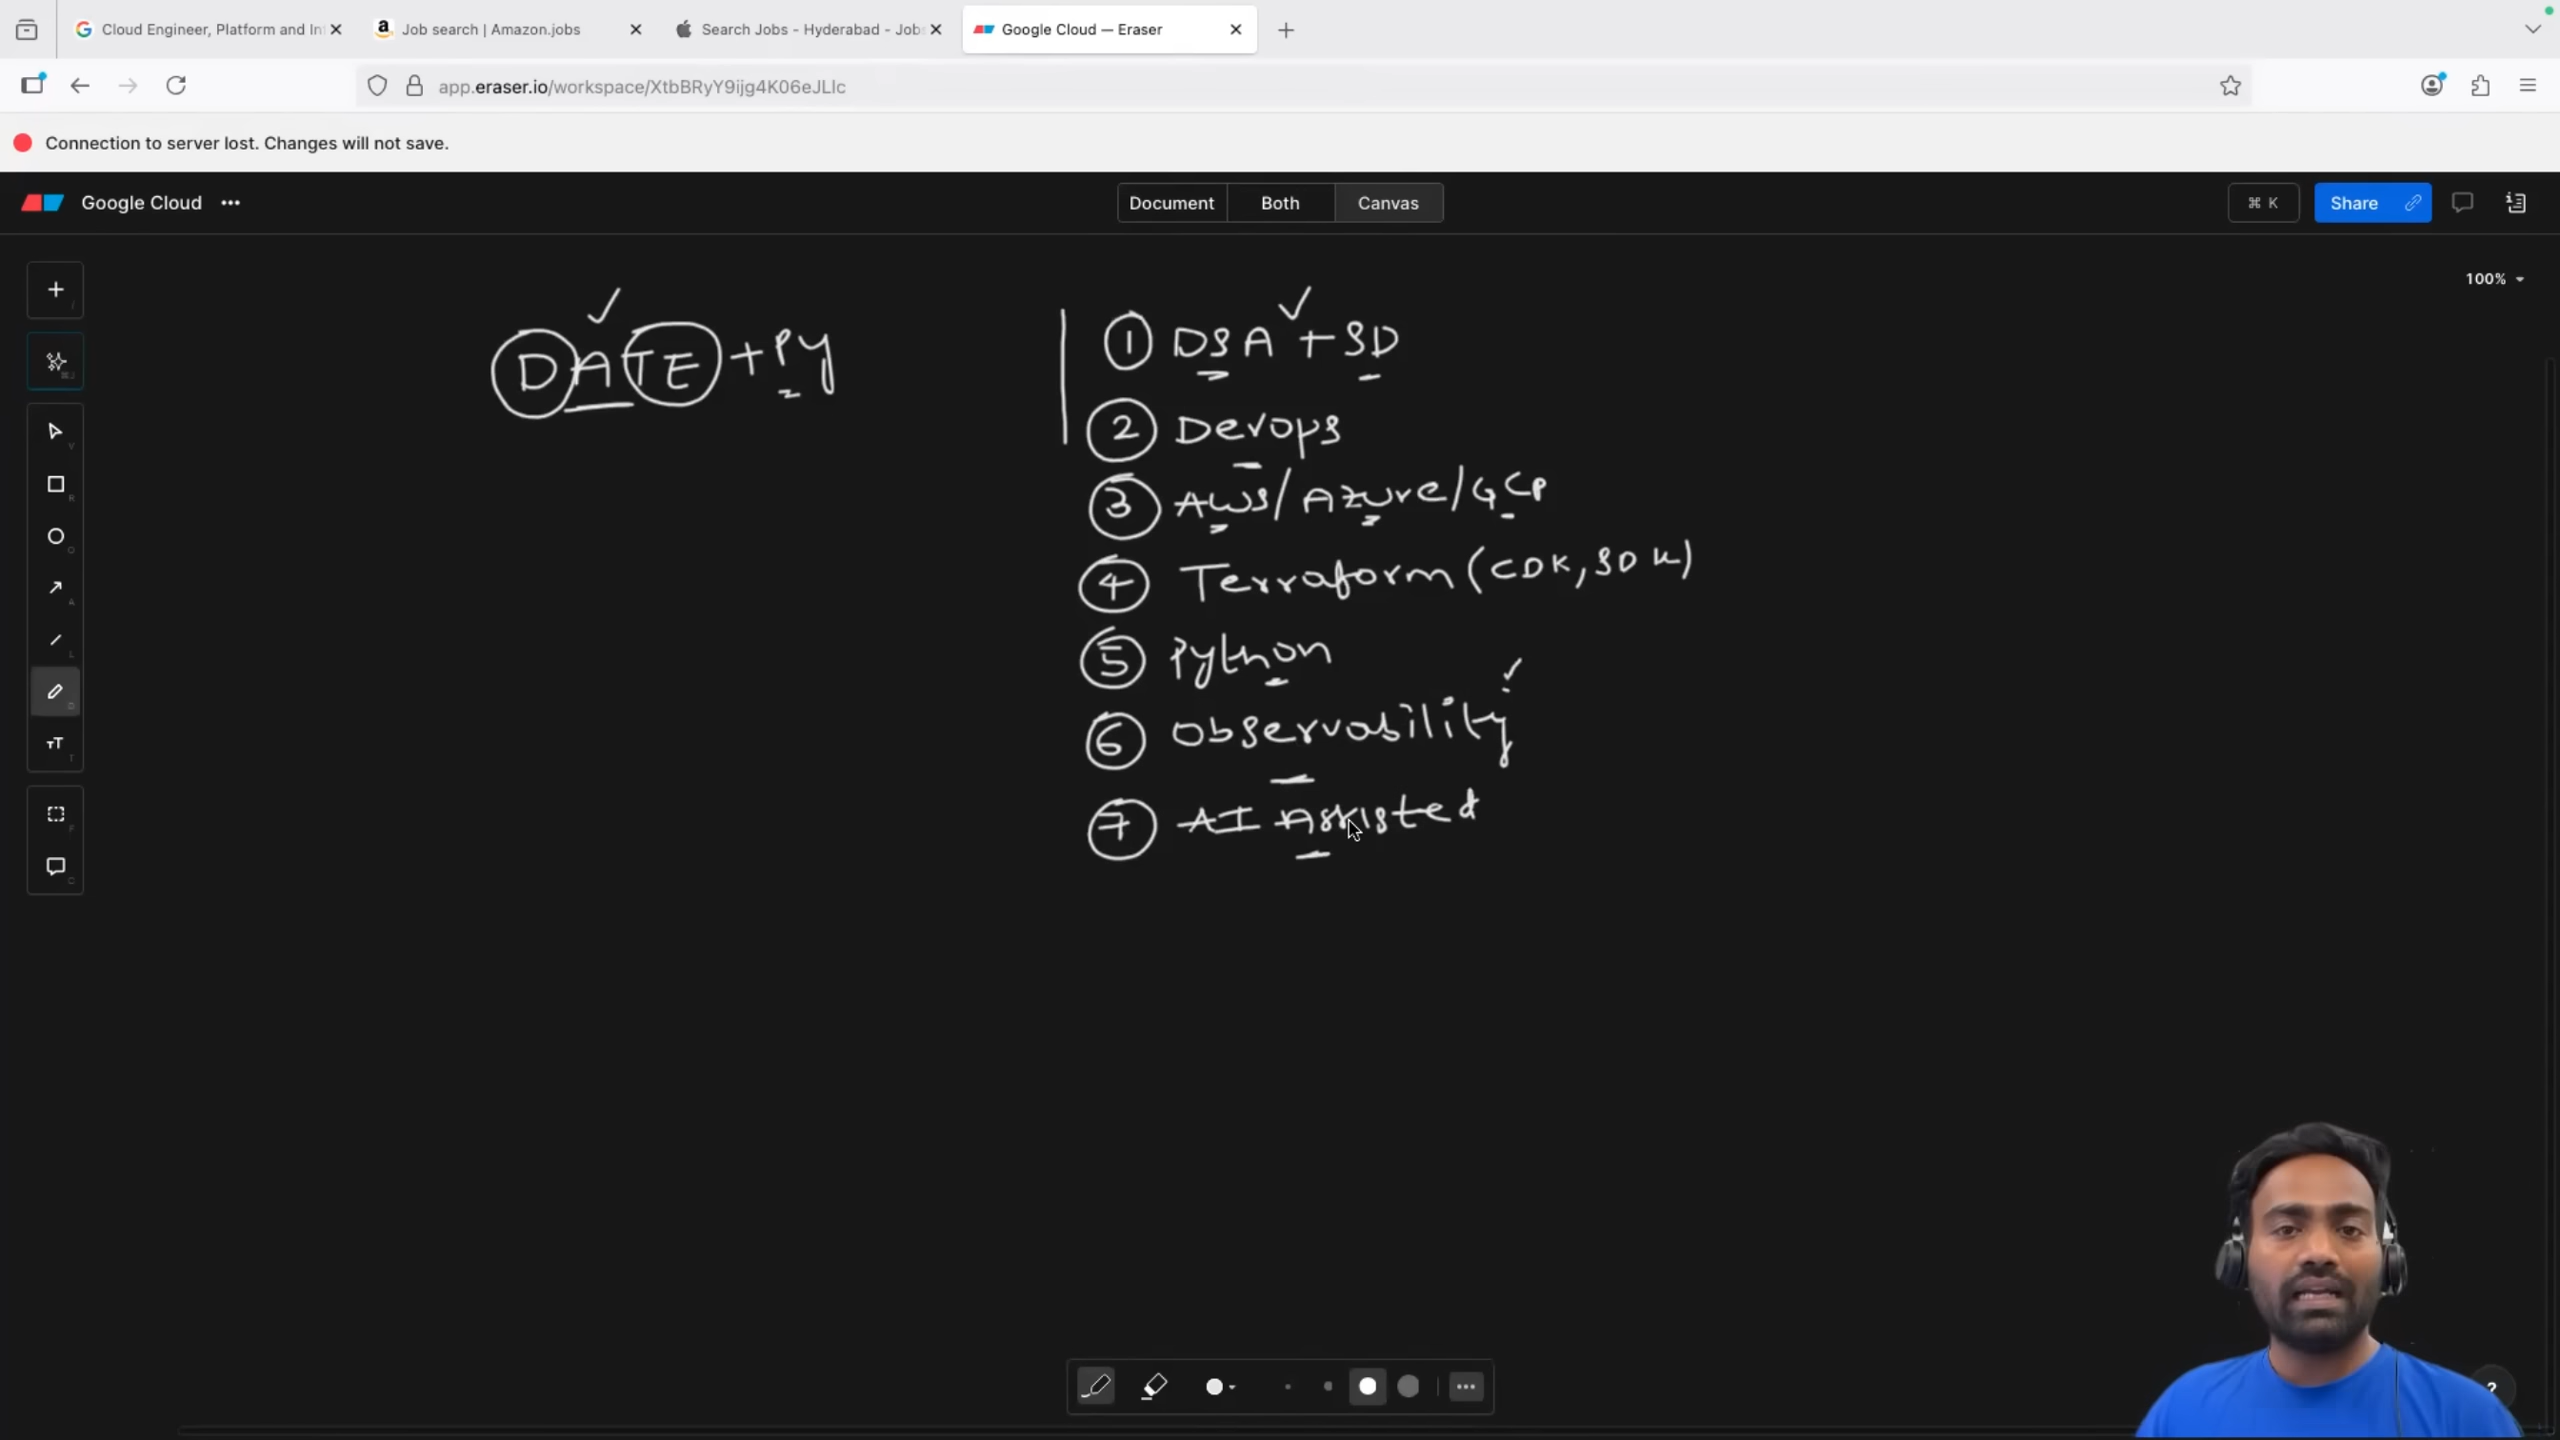 Cloud Engineer, Platform and In
Job search | Amazon.jobs
Search Jobs - Hyderabad - Job
Google Cloud — Eraser
app.eraser.io/workspace/XtbBRyY9ijg4K06eJLlc
Connection to server lost. Changes will not save.
Google Cloud
Document
Both
Canvas
⌘ K
Share
100%
DATE + PY
1 DSA + SD
2 Devops
3 AWS/Azure/GCP
4 Terraform (CDK, SDK)
5 Python
6 Observability
7 AI Assisted
?